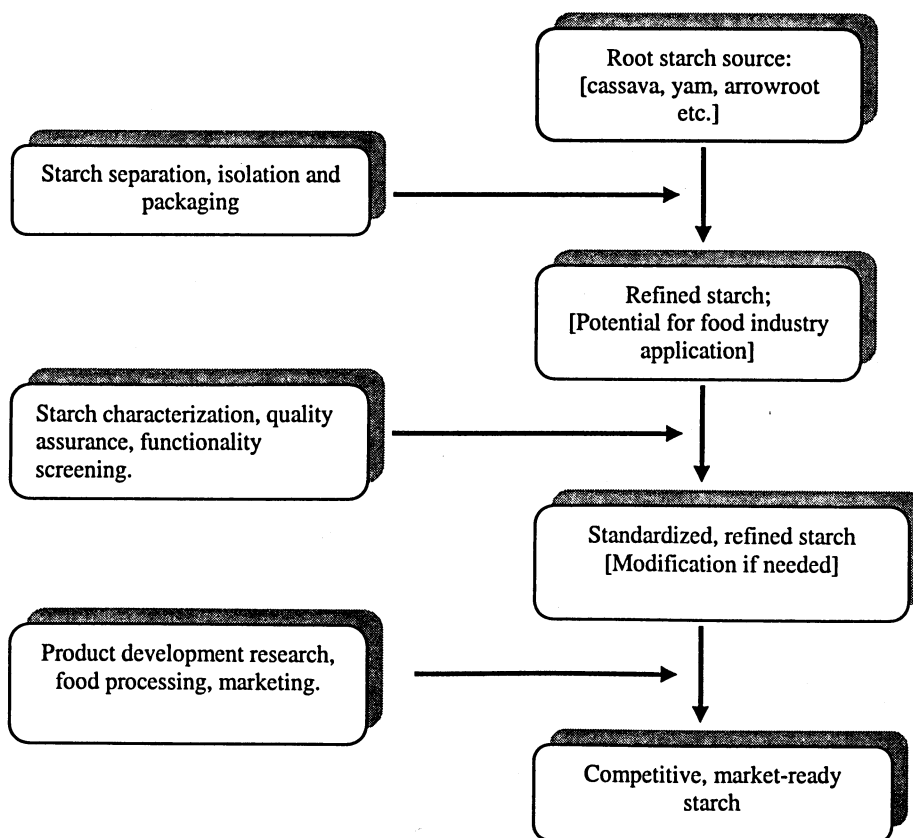 Root starch source:
[cassava, yam, arrowroot
etc.]
Starch separation, isolation and
packaging
Refined starch;
[Potential for food industry
application]
Starch characterization, quality
assurance, functionality
screening.
Standardized, refined starch
[Modification if needed]
Product development research,
food processing, marketing.
Competitive, market-ready
starch